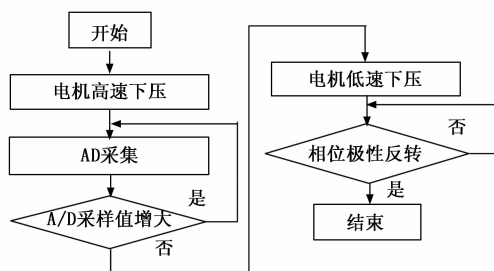 开始
电机高速下压
AD采集
是
A/D采样值增大
否
电机低速下压
否
相位极性反转
是
结束